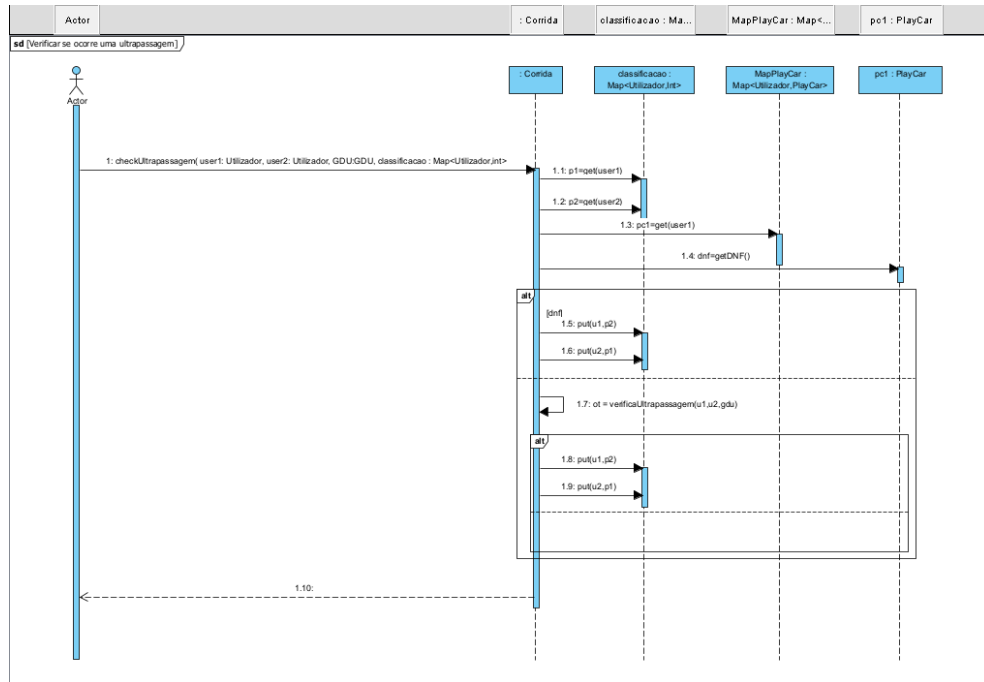 Actor
: Corrida
classificacao : Ma...
MapPlayCar : Map<...
pc1 : PlayCar
sd [Verificar se ocorre uma ultrapassagem]
Actor
: Corrida
classificacao :
Map<Utilizador,Int>
MapPlayCar :
Map<Utilizador,PlayCar>
pc1 : PlayCar
1: checkUltrapassagem( user1: Utilizador, user2: Utilizador, GDU:GDU, classificacao : Map<Utilizador,int>
1.1: p1=get(user1)
1.2: p2=get(user2)
1.3: pc1=get(user1)
1.4: dnf=getDNF()
alt
[dnf]
1.5: put(u1,p2)
1.6: put(u2,p1)
1.7: ot = verificaUltrapassagem(u1,u2,gdu)
alt
1.8: put(u1,p2)
1.9: put(u2,p1)
1.10: